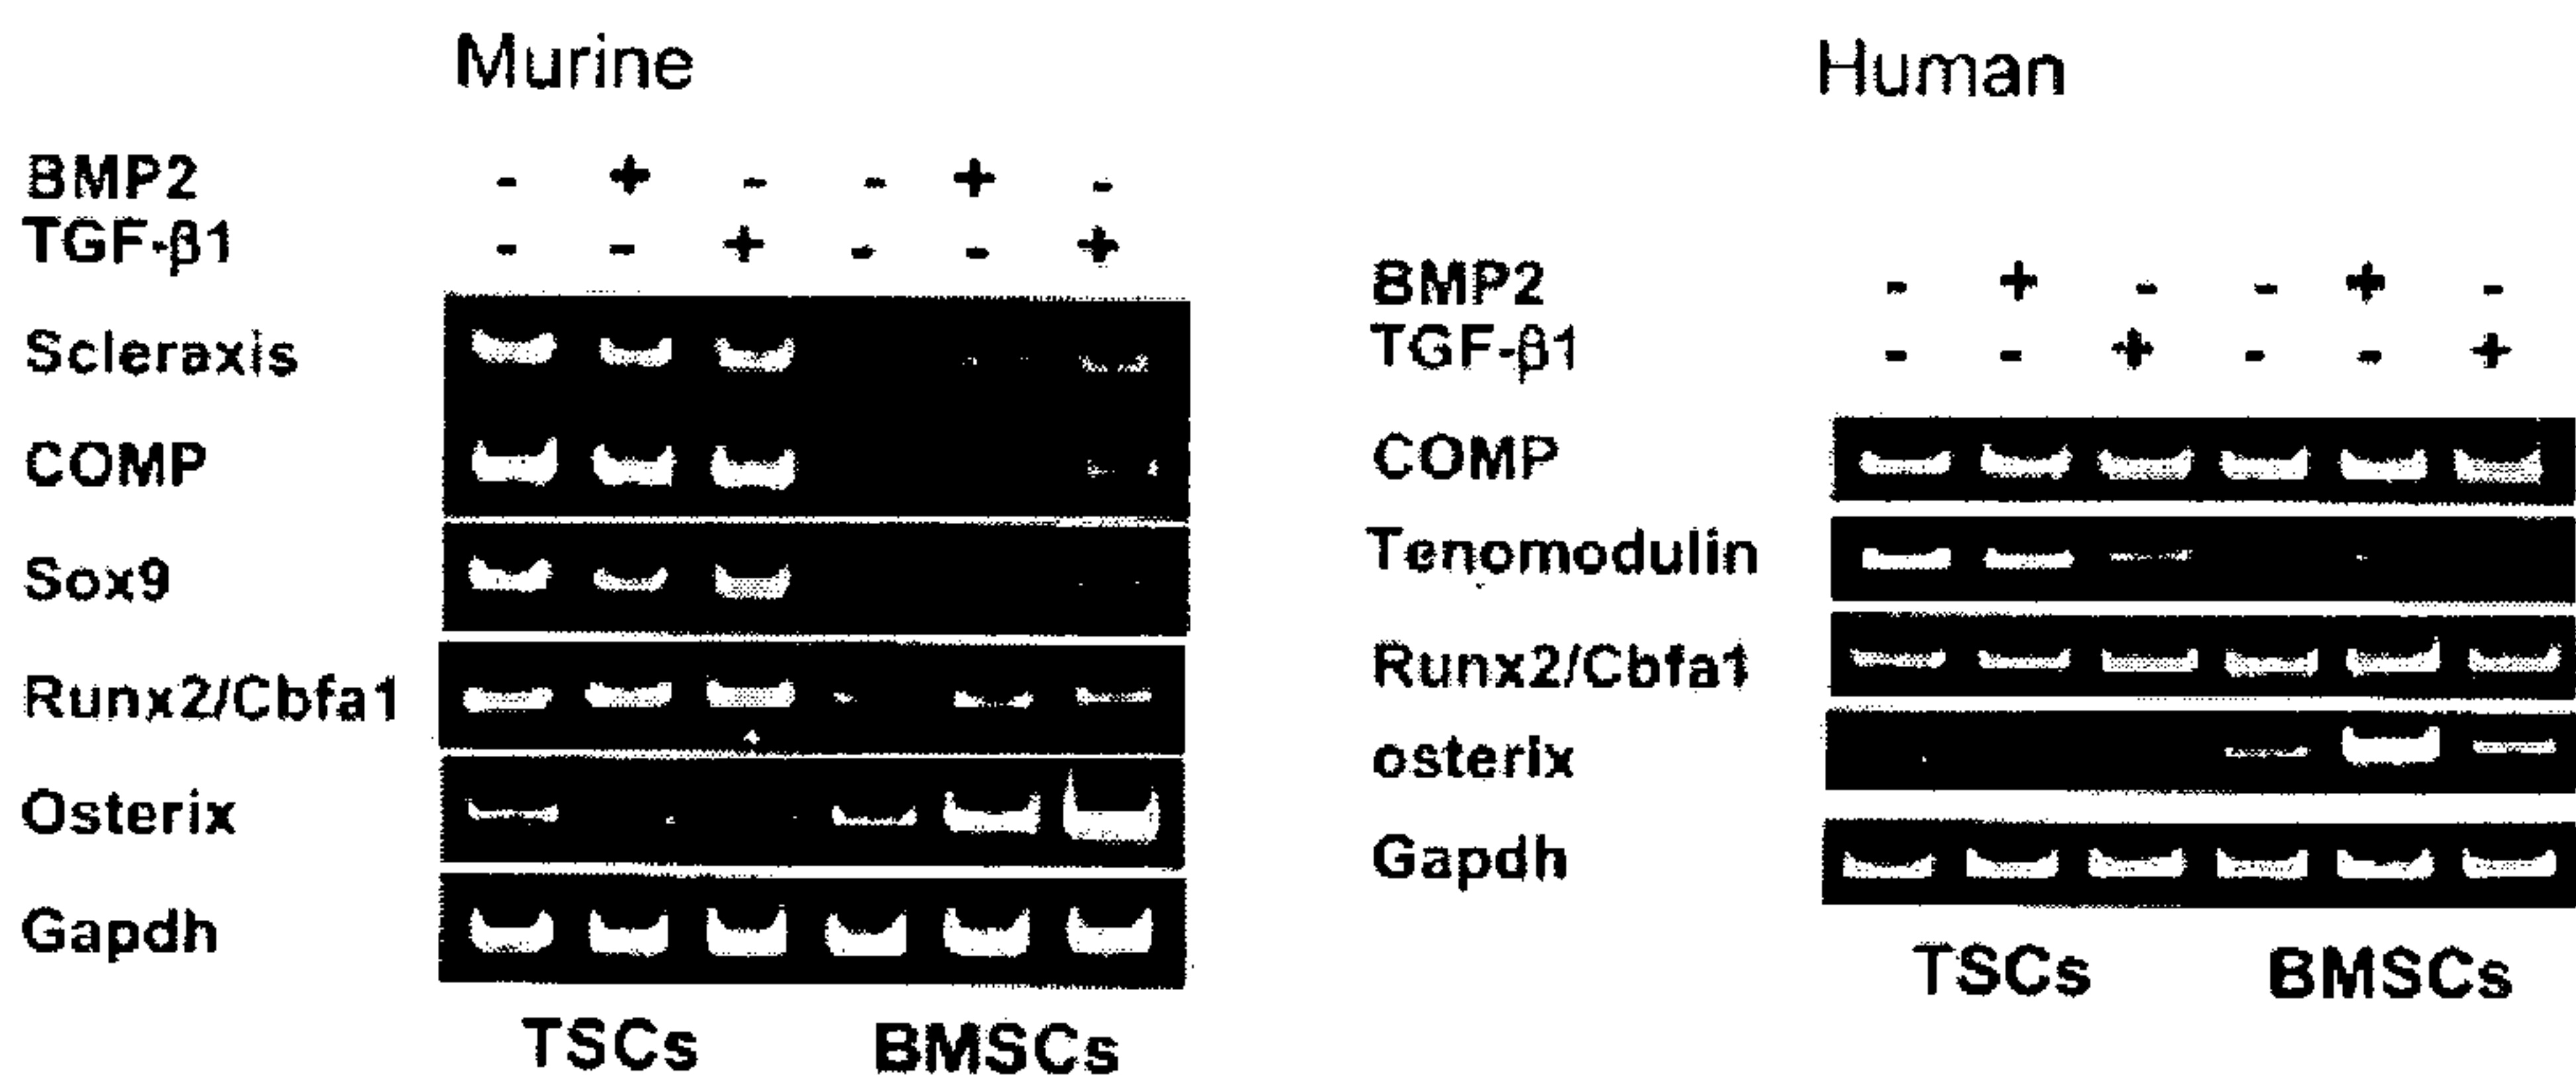 Murine
BMP2 - + - - + -
TGF-β1 - - + - - +
Scleraxis
COMP
Sox9
Runx2/Cbfa1
Osterix
Gapdh
TSCs BMSCs
Human
BMP2 - + - - + -
TGF-β1 - - + - - +
COMP
Tenomodulin
Runx2/Cbfa1
osterix
Gapdh
TSCs BMSCs